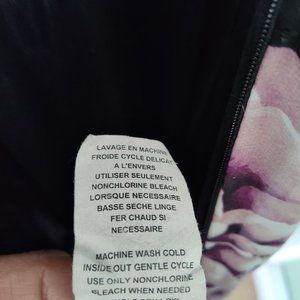 LAVAGE EN MACHINE
FROIDE CYCLE DELICAT
A L'ENVERS
UTILISER SEULEMENT
NONCHLORINE BLEACH
LORSQUE NECESSAIRE
BASSE SECHE LINGE
FER CHAUD SI
NECESSAIRE
MACHINE WASH COLD
INSIDE OUT GENTLE CYCLE
USE ONLY NONCHLORINE
BLEACH WHEN NEEDED